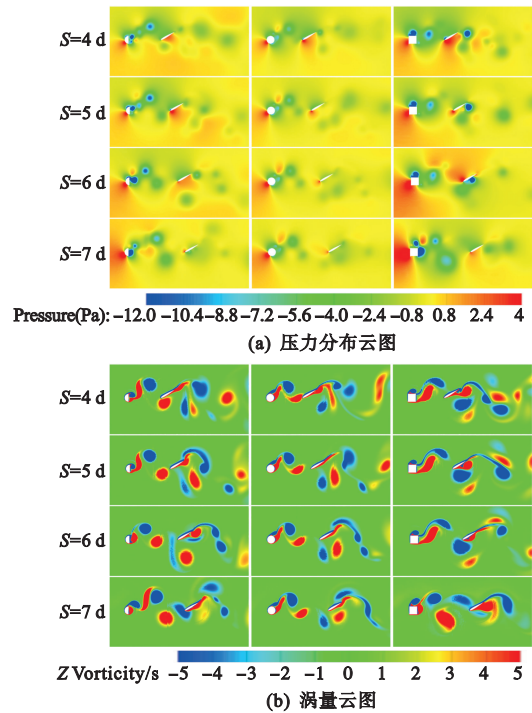 S=4 d
S=5 d
S=6 d
S=7 d
Pressure(Pa): −12.0 −10.4 −8.8 −7.2 −5.6 −4.0 −2.4 −0.8 0.8 2.4 4
(a) 压力分布云图
S=4 d
S=5 d
S=6 d
S=7 d
Z Vorticity/s −5 −4 −3 −2 −1 0 1 2 3 4 5
(b) 涡量云图